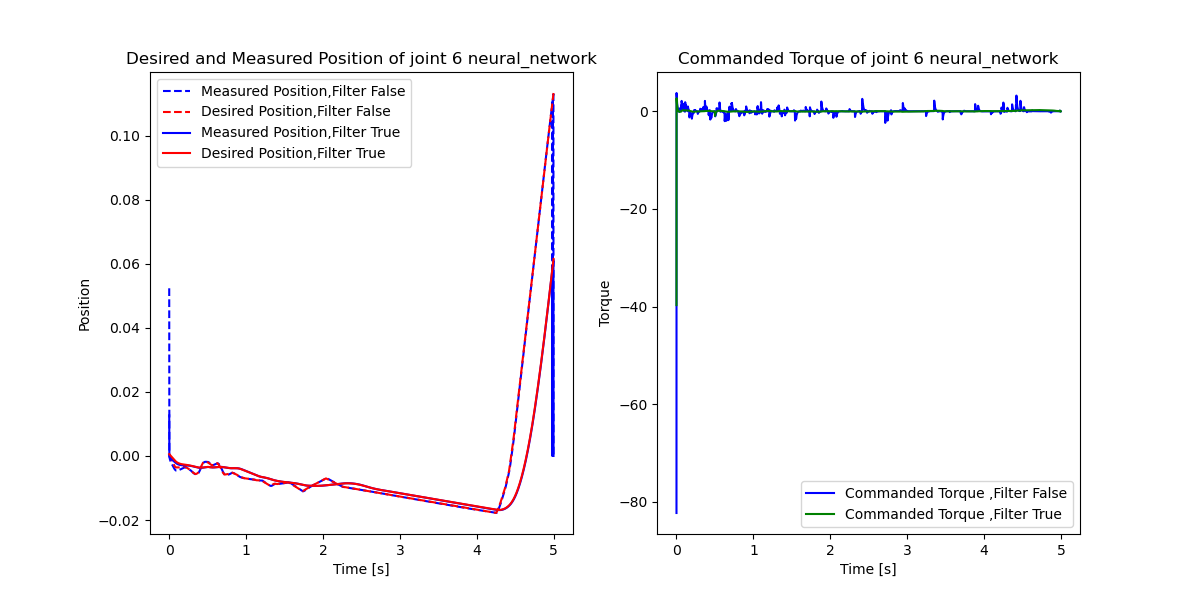 Desired and Measured Position of joint 6 neural_network
Measured Position,Filter False
Desired Position,Filter False
Measured Position,Filter True
Desired Position,Filter True
Position
0.10
0.08
0.06
0.04
0.02
0.00
−0.02
0 1 2 3 4 5
Time [s]
Commanded Torque of joint 6 neural_network
Torque
0
−20
−40
−60
−80
Commanded Torque ,Filter False
Commanded Torque ,Filter True
0 1 2 3 4 5
Time [s]